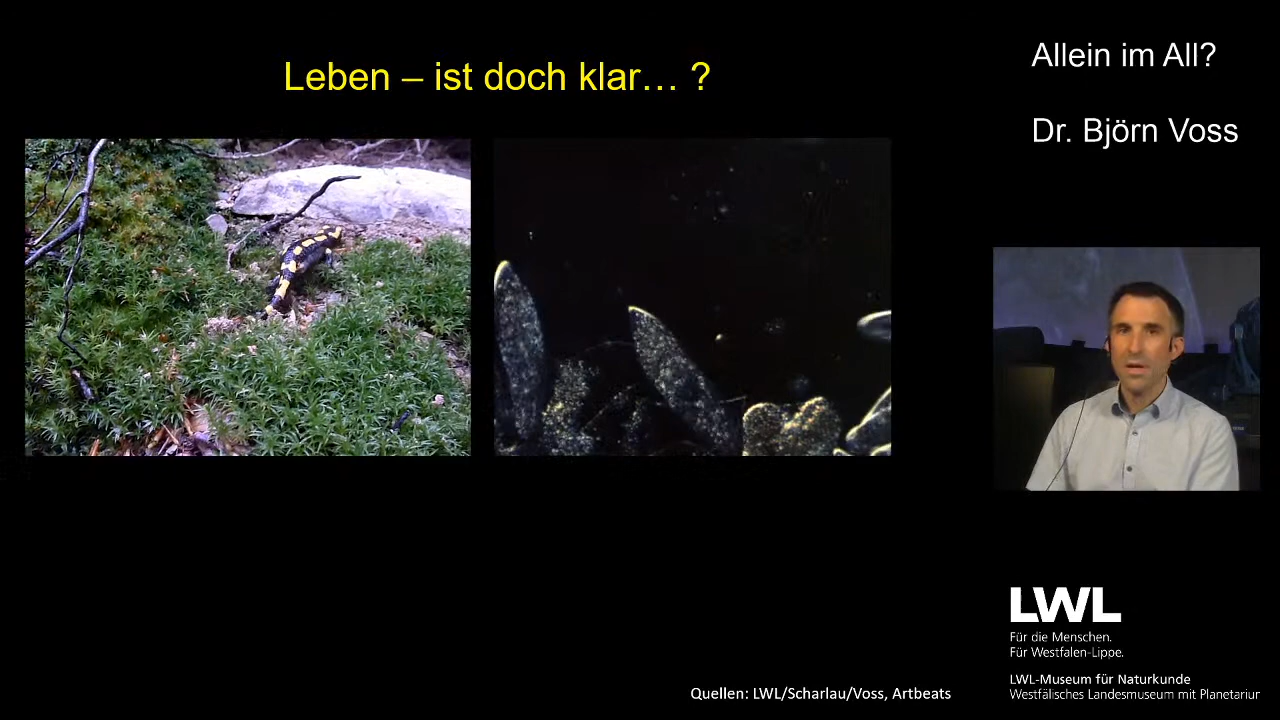 Leben – ist doch klar… ?
Allein im All?
Dr. Björn Voss
LWL
Für die Menschen.
Für Westfalen-Lippe.
LWL-Museum für Naturkunde
Westfälisches Landesmuseum mit Planetariur
Quellen: LWL/Scharlau/Voss, Artbeats